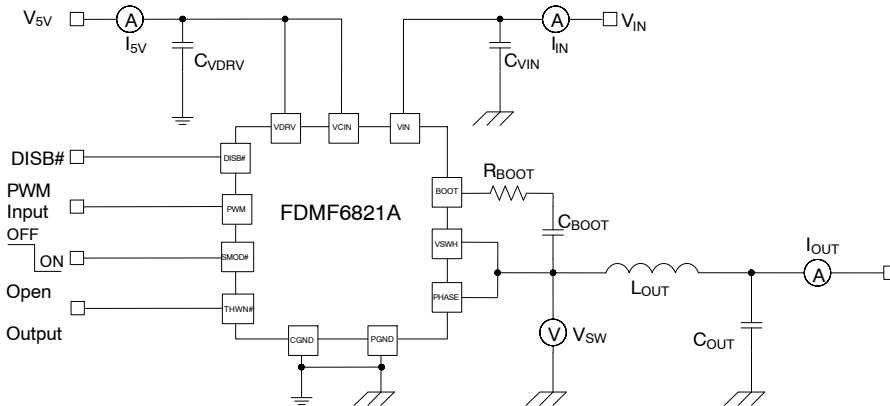 V5V
A
I5V
CVDRV
A
IIN
VIN
CVIN
VDRV
VCIN
VIN
DISB#
DISB#
PWM
Input
PWM
OFF
ON
SMOD#
Open
Output
THWN#
FDMF6821A
BOOT
RBOOT
CBOOT
VSWH
PHASE
LOUT
IOUT
A
V
VSW
COUT
CGND
PGND